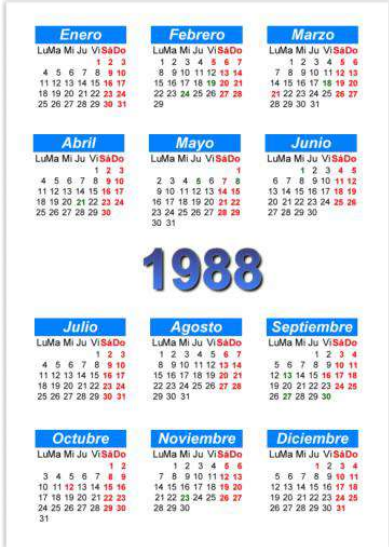 Enero
LuMa Mi Ju ViSáDo
1 2 3
4 5 6 7 8 9 10
11 12 13 14 15 16 17
18 19 20 21 22 23 24
25 26 27 28 29 30 31
Febrero
LuMa Mi Ju ViSáDo
1 2 3 4 5 6 7
8 9 10 11 12 13 14
15 16 17 18 19 20 21
22 23 24 25 26 27 28
29
Marzo
LuMa Mi Ju ViSáDo
1 2 3 4 5 6
7 8 9 10 11 12 13
14 15 16 17 18 19 20
21 22 23 24 25 26 27
28 29 30 31
Abril
LuMa Mi Ju ViSáDo
1 2 3
4 5 6 7 8 9 10
11 12 13 14 15 16 17
18 19 20 21 22 23 24
25 26 27 28 29 30
Mayo
LuMa Mi Ju ViSáDo
1
2 3 4 5 6 7 8
9 10 11 12 13 14 15
16 17 18 19 20 21 22
23 24 25 26 27 28 29
30 31
Junio
LuMa Mi Ju ViSáDo
1 2 3 4 5
6 7 8 9 10 11 12
13 14 15 16 17 18 19
20 21 22 23 24 25 26
27 28 29 30
1988
Julio
LuMa Mi Ju ViSáDo
1 2 3
4 5 6 7 8 9 10
11 12 13 14 15 16 17
18 19 20 21 22 23 24
25 26 27 28 29 30 31
Agosto
LuMa Mi Ju ViSáDo
1 2 3 4 5 6 7
8 9 10 11 12 13 14
15 16 17 18 19 20 21
22 23 24 25 26 27 28
29 30 31
Septiembre
LuMa Mi Ju ViSáDo
1 2 3 4
5 6 7 8 9 10 11
12 13 14 15 16 17 18
19 20 21 22 23 24 25
26 27 28 29 30
Octubre
LuMa Mi Ju ViSáDo
1 2
3 4 5 6 7 8 9
10 11 12 13 14 15 16
17 18 19 20 21 22 23
24 25 26 27 28 29 30
31
Noviembre
LuMa Mi Ju ViSáDo
1 2 3 4 5 6
7 8 9 10 11 12 13
14 15 16 17 18 19 20
21 22 23 24 25 26 27
28 29 30
Diciembre
LuMa Mi Ju ViSáDo
1 2 3 4
5 6 7 8 9 10 11
12 13 14 15 16 17 18
19 20 21 22 23 24 25
26 27 28 29 30 31